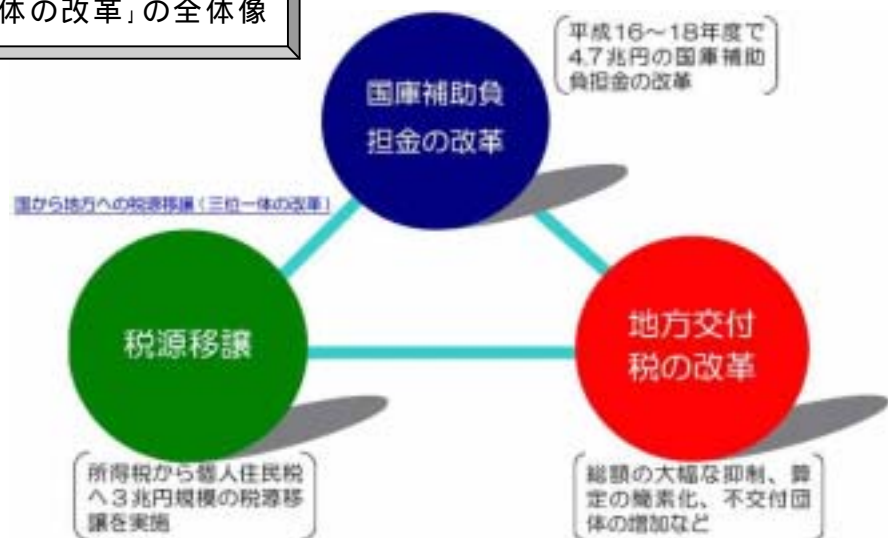 体の改革」の全体像
平成16～18年度で
4.7兆円の国庫補助
負担金の改革
国庫補助負
担金の改革
国から地方への税源移譲（三位一体の改革）
税源移譲
地方交付
税の改革
所得税から個人住民税
へ３兆円規模の税源移
譲を実施
総額の大幅な抑制、算
定の簡素化、不交付団
体の増加など